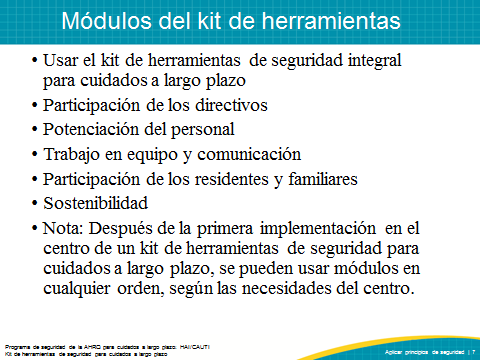 Módulos del kit de herramientas
• Usar el kit de herramientas de seguridad integral
para cuidados a largo plazo
• Participación de los directivos
• Potenciación del personal
• Trabajo en equipo y comunicación
• Participación de los residentes y familiares
• Sostenibilidad
• Nota: Después de la primera implementación en el
centro de un kit de herramientas de seguridad para
cuidados a largo plazo, se pueden usar módulos en
cualquier orden, según las necesidades del centro.
Programa de seguridad de la AHRQ para cuidados a largo plazo: HAI/CAUTI
Kit de herramientas de seguridad para cuidados a largo plazo
Aplicar principios de seguridad | 7